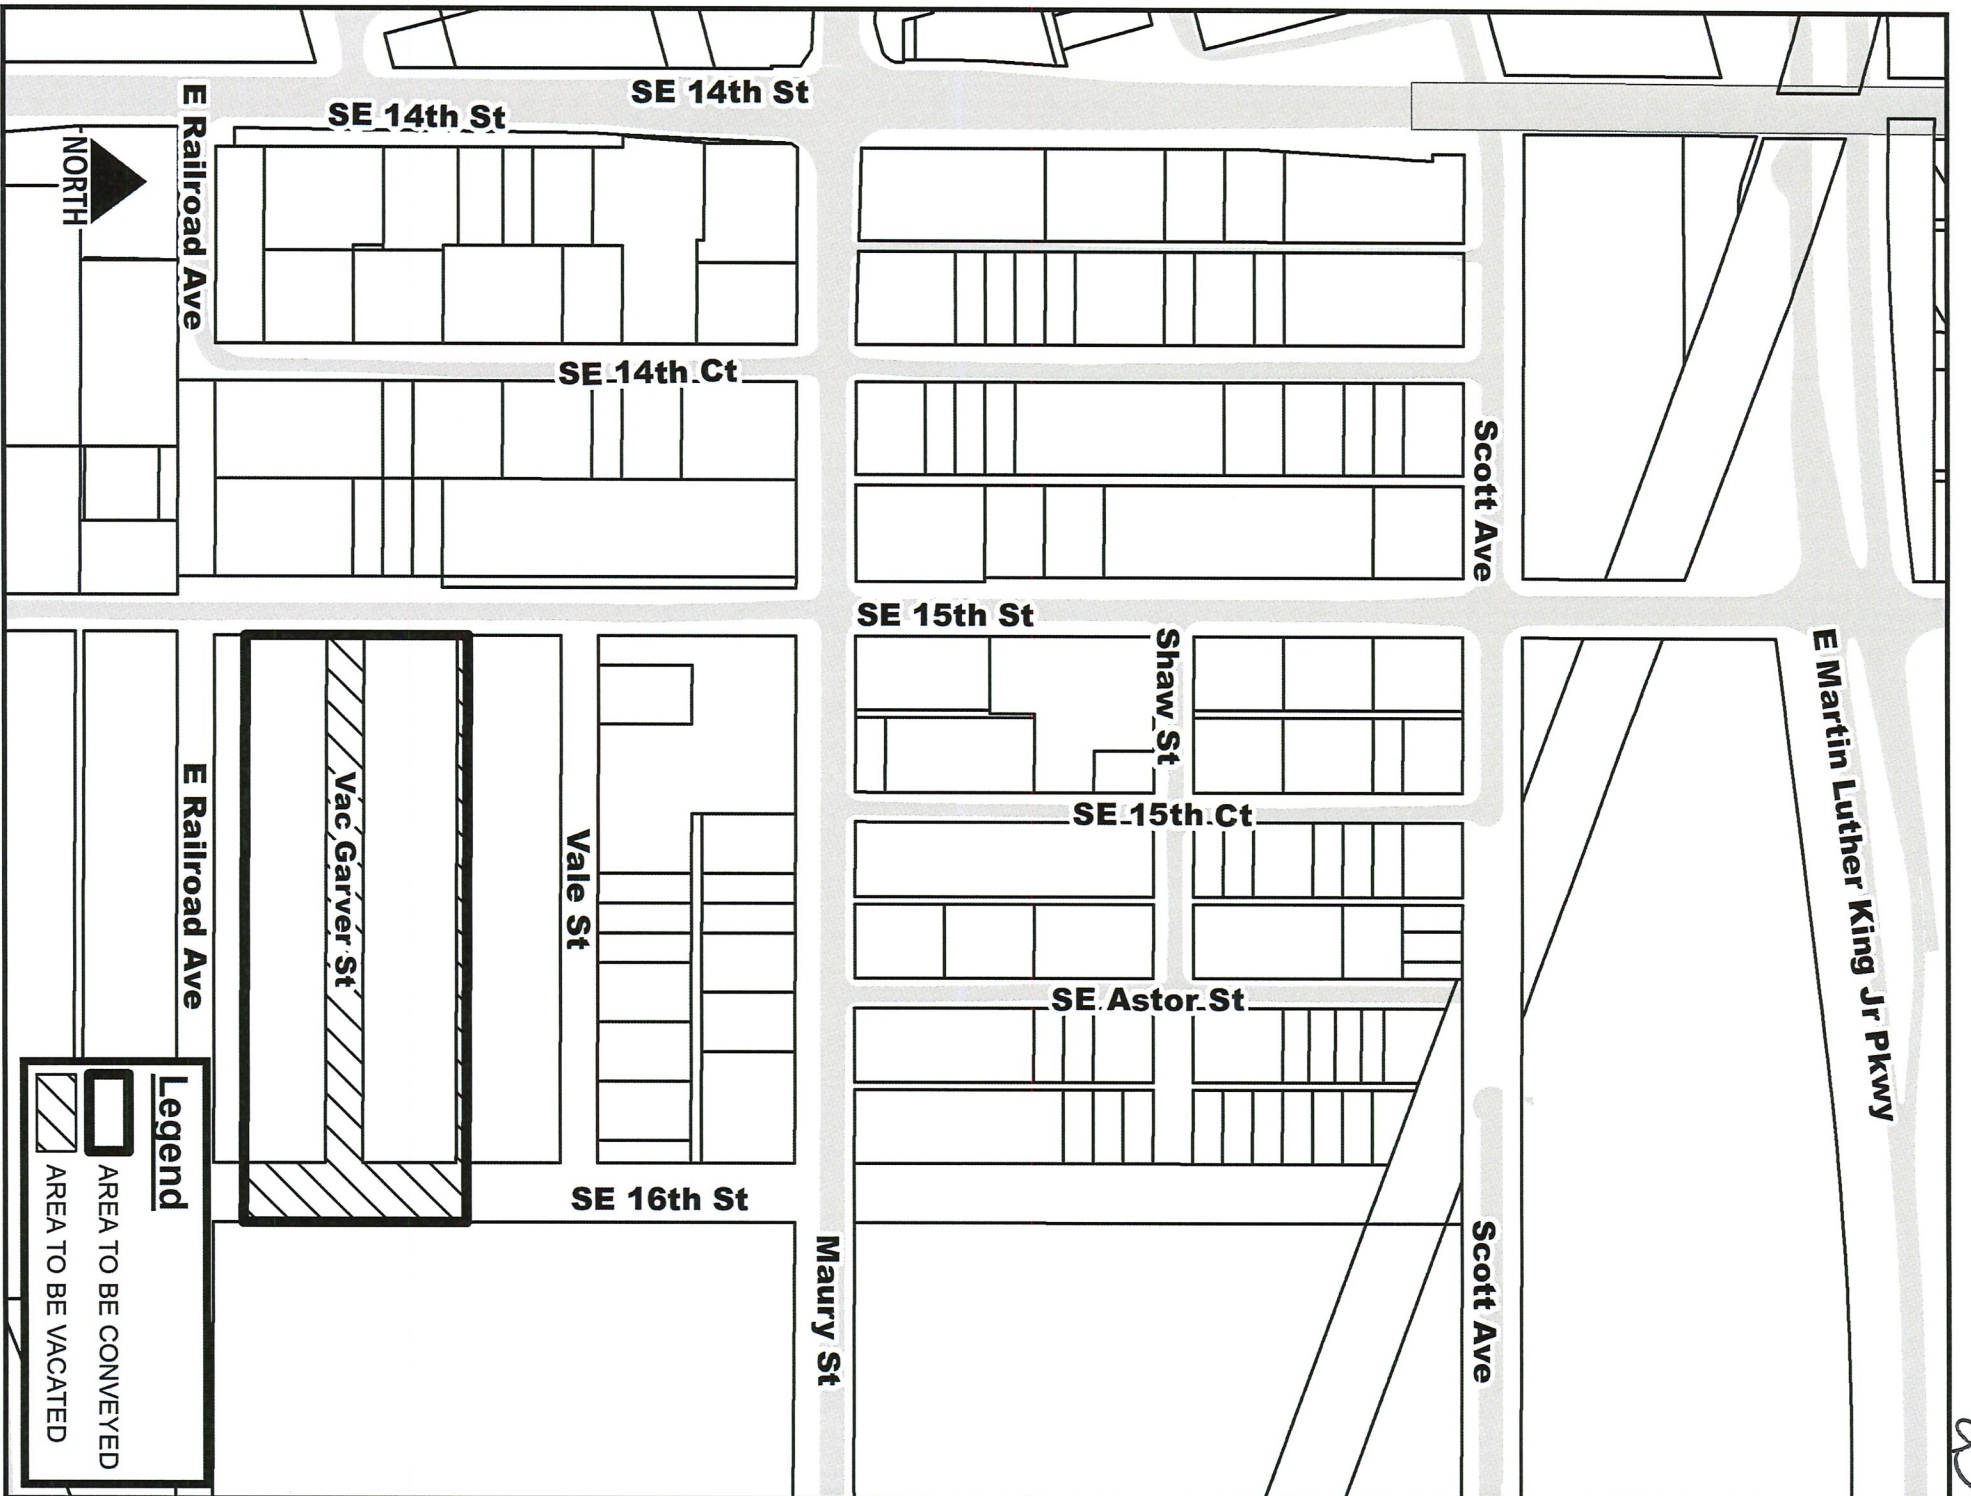 SE 14th St
SE 14th St
E Railroad Ave
NORTH
SE 14th Ct
Scott Ave
SE 15th St
Shaw St
E Martin Luther King Jr Pkwy
E Railroad Ave
Vac Garver St
Vale St
SE 15th Ct
SE Astor St
SE 16th St
Maury St
Scott Ave
Legend
AREA TO BE CONVEYED
AREA TO BE VACATED